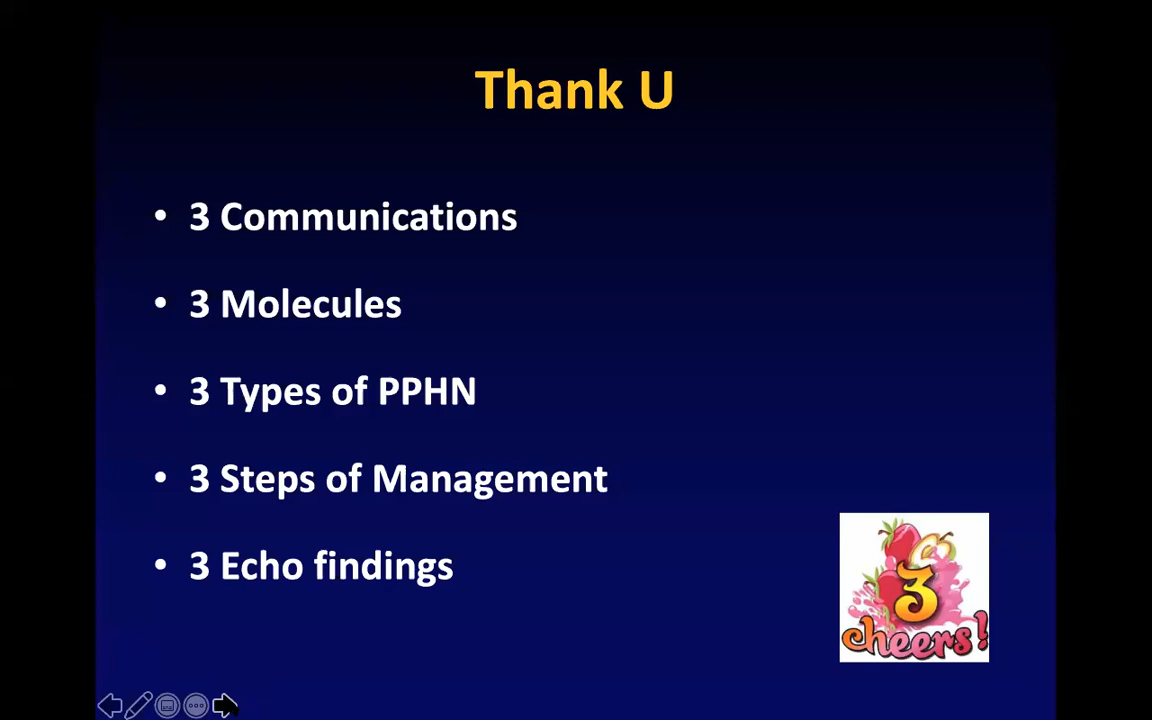 Thank U
• 3 Communications
• 3 Molecules
• 3 Types of PPHN
• 3 Steps of Management
• 3 Echo findings
3
cheers!